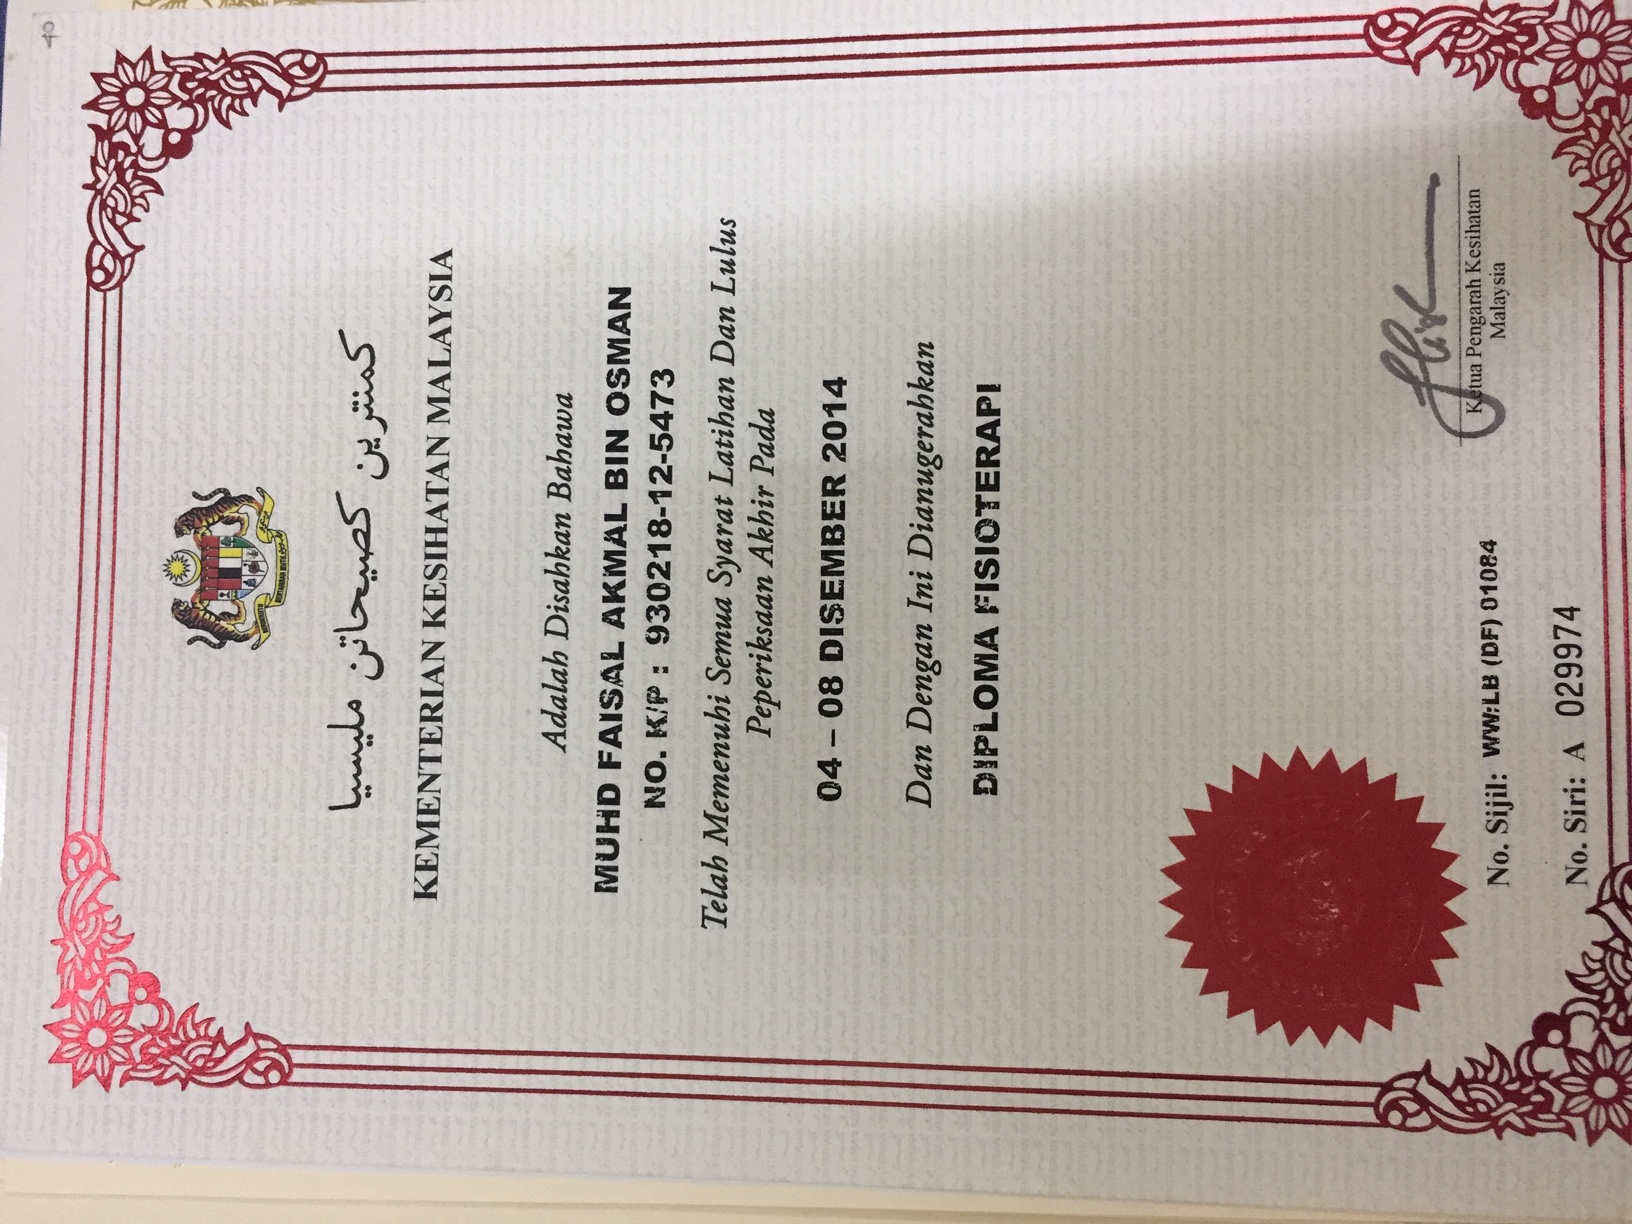 كمنترين كصيحاتن مليسيا
KEMENTERIAN KESIHATAN MALAYSIA
Adalah Disahkan Bahawa
MUHD FAISAL AKMAL BIN OSMAN
NO. K/P : 930218-12-5473
Telah Memenuhi Semua Syarat Latihan Dan Lulus
Peperiksaan Akhir Pada
04 – 08 DISEMBER 2014
Dan Dengan Ini Dianugerahkan
DIPLOMA FISIOTERAPI
Ketua Pengarah Kesihatan
Malaysia
No. Sijil: WW:LB (DF) 01084
No. Siri: A 029974